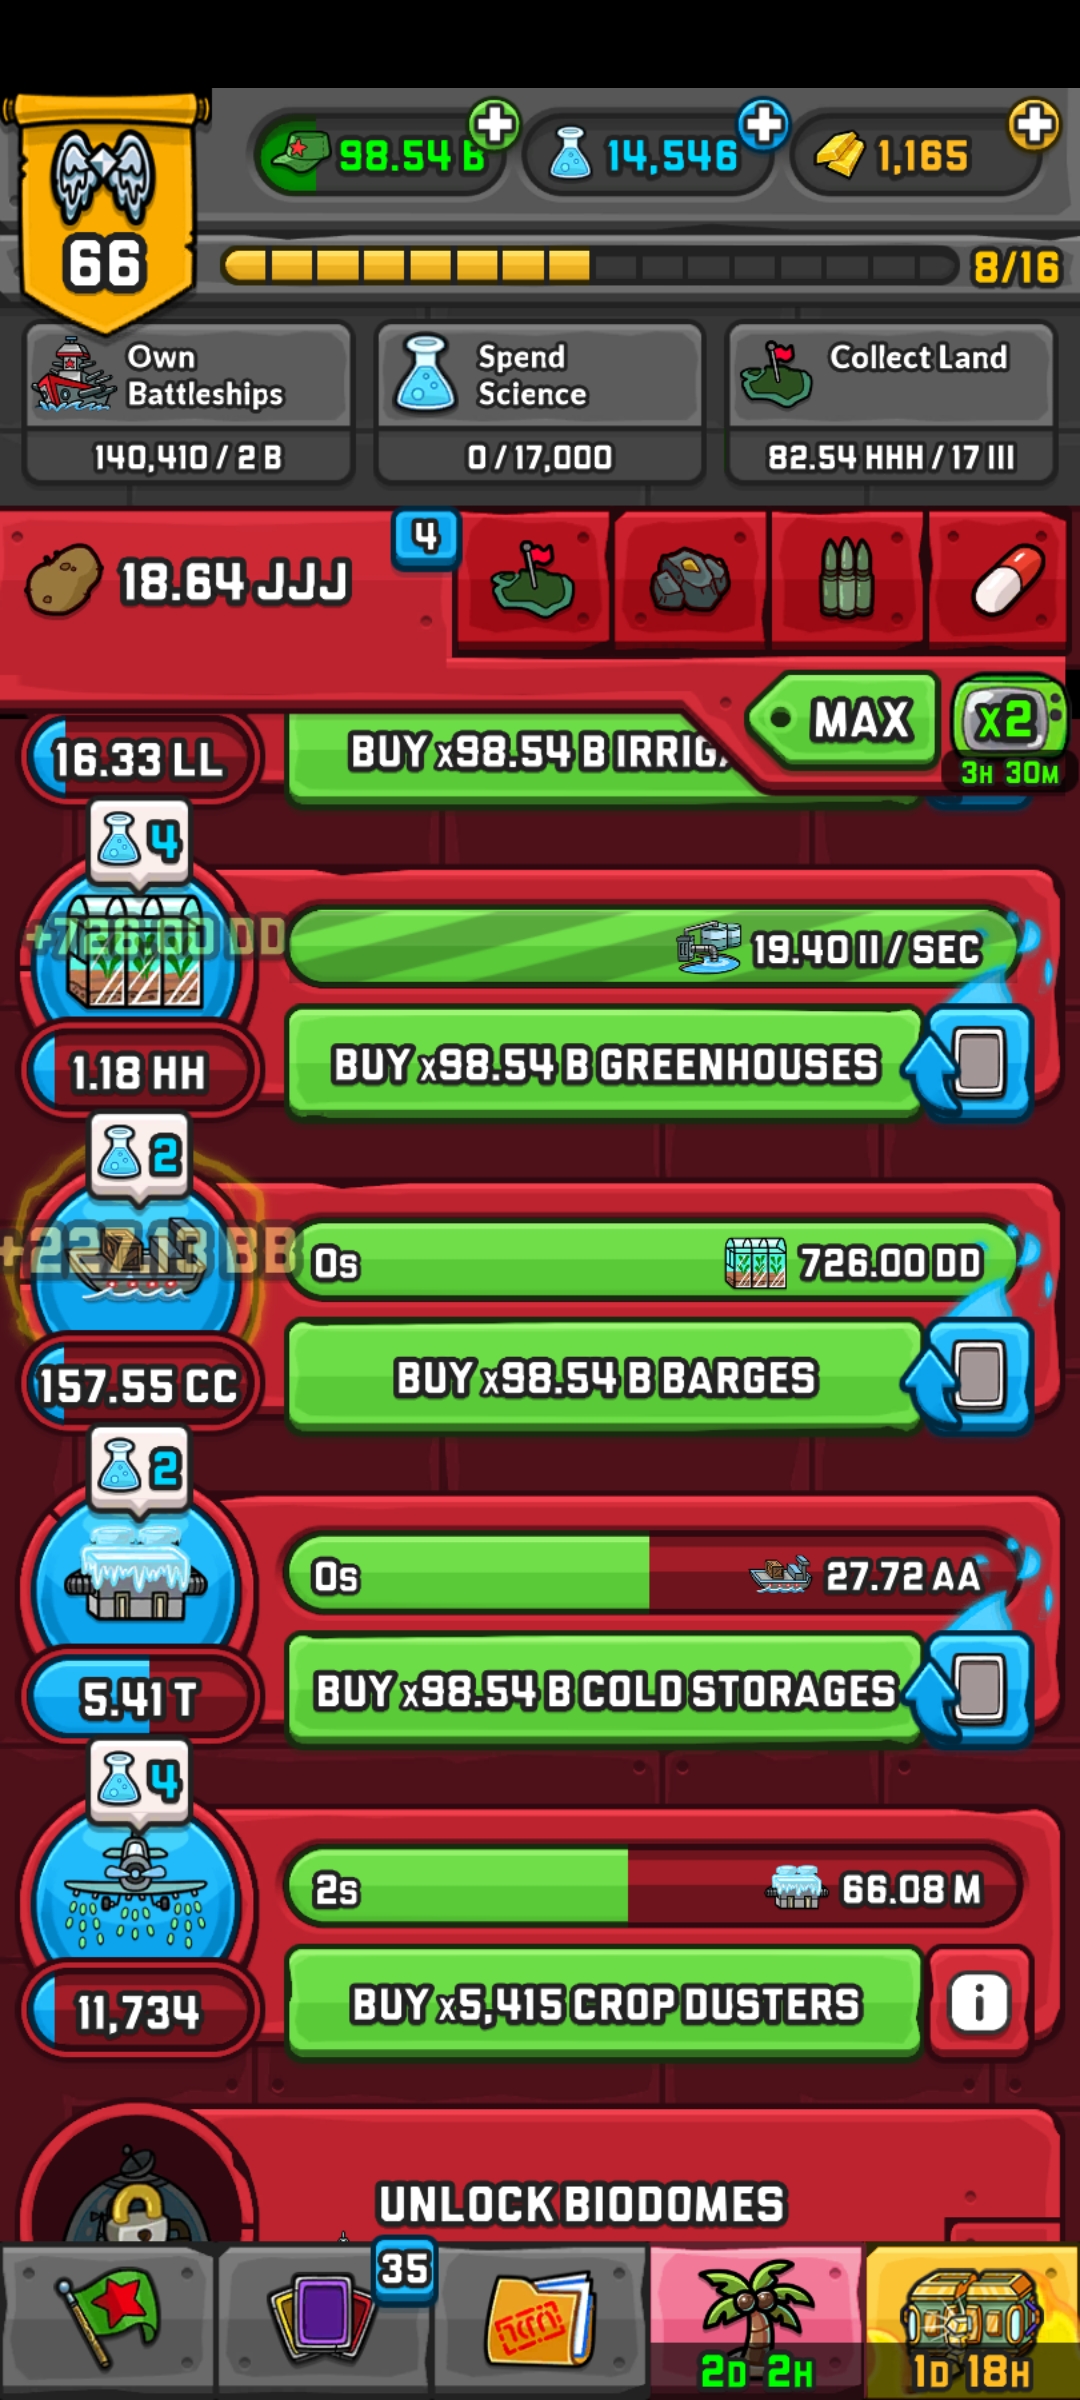 98.54 B
14,546
1,165
66
8/16
Own
Battleships
140,410 / 2 B
Spend
Science
0 / 17,000
Collect Land
82.54 HHH / 17 III
18.64 JJJ
4
MAX
x2
3H 30M
16.33 LL
BUY x98.54 B
4
+726.00 DD
19.40 II / SEC
1.18 HH
BUY x98.54 B GREENHOUSES
2
+227.13 BB
0s
726.00 DD
157.55 CC
BUY x98.54 B BARGES
2
0s
27.72 AA
5.41 T
BUY x98.54 B COLD STORAGES
4
2s
66.08 M
11,734
BUY x5,415 CROP DUSTERS
i
UNLOCK BIODOMES
35
2D 2H
1D 18H